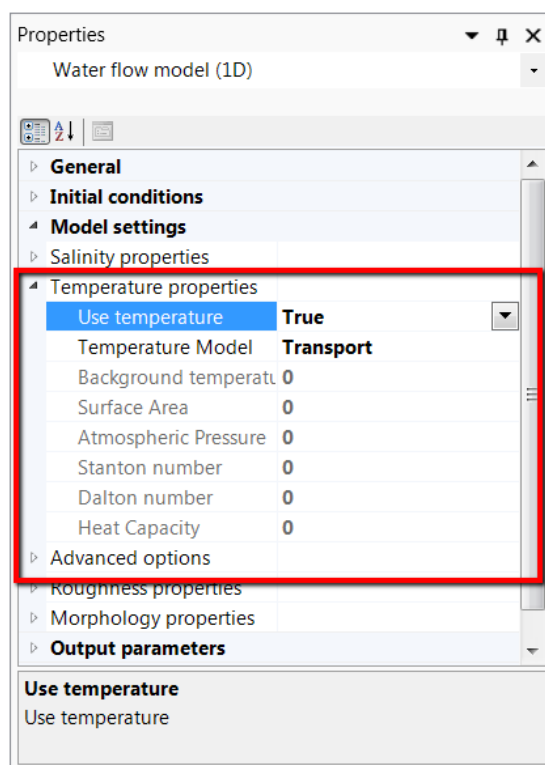 Properties
Water flow model (1D)
General
Initial conditions
Model settings
Salinity properties
Temperature properties
Use temperature True
Temperature Model Transport
Background temperatu 0
Surface Area 0
Atmospheric Pressure 0
Stanton number 0
Dalton number 0
Heat Capacity 0
Advanced options
Roughness properties
Morphology properties
Output parameters
Use temperature
Use temperature